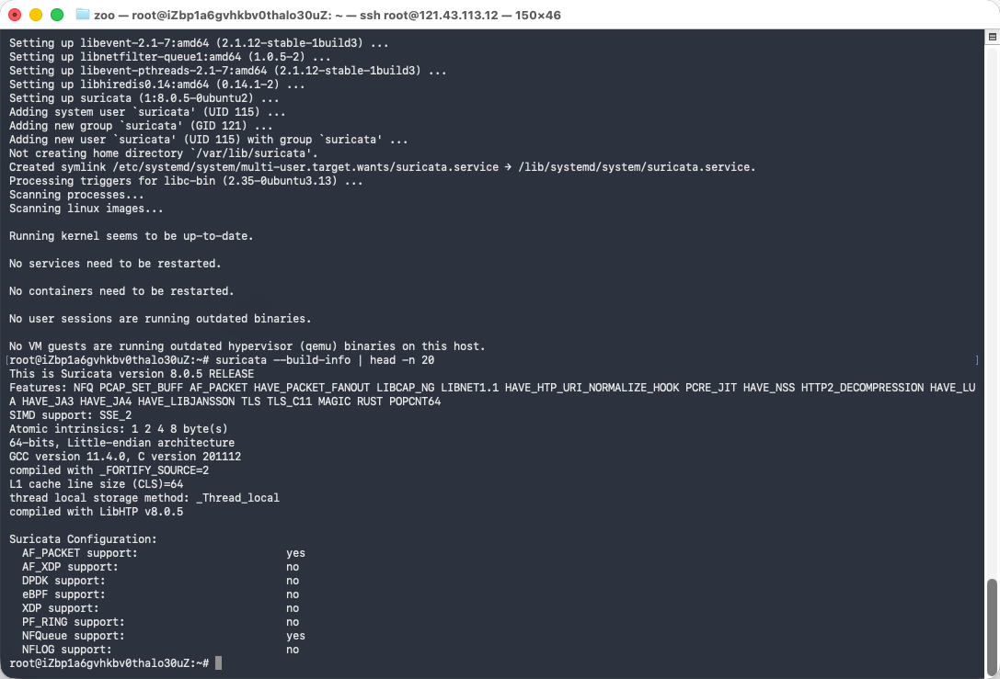 zoo — root@iZbp1a6gvhkbv0thalo30uZ: ~ — ssh root@121.43.113.12 — 150×46
Setting up libevent-2.1-7:amd64 (2.1.12-stable-1build3) ...
Setting up libnetfilter-queue1:amd64 (1.0.5-2) ...
Setting up libevent-pthreads-2.1-7:amd64 (2.1.12-stable-1build3) ...
Setting up libhiredis0.14:amd64 (0.14.1-2) ...
Setting up suricata (1:8.0.5-0ubuntu2) ...
Adding system user `suricata' (UID 115) ...
Adding new group `suricata' (GID 121) ...
Adding new user `suricata' (UID 115) with group `suricata' ...
Not creating home directory `/var/lib/suricata'.
Created symlink /etc/systemd/system/multi-user.target.wants/suricata.service → /lib/systemd/system/suricata.service.
Processing triggers for libc-bin (2.35-0ubuntu3.13) ...
Scanning processes...
Scanning linux images...
Running kernel seems to be up-to-date.
No services need to be restarted.
No containers need to be restarted.
No user sessions are running outdated binaries.
No VM guests are running outdated hypervisor (qemu) binaries on this host.
[root@iZbp1a6gvhkbv0thalo30uZ:~# suricata --build-info | head -n 20 ]
This is Suricata version 8.0.5 RELEASE
Features: NFQ PCAP_SET_BUFF AF_PACKET HAVE_PACKET_FANOUT LIBCAP_NG LIBNET1.1 HAVE_HTP_URI_NORMALIZE_HOOK PCRE_JIT HAVE_NSS HTTP2_DECOMPRESSION HAVE_LU
A HAVE_JA3 HAVE_JA4 HAVE_LIBJANSSON TLS TLS_C11 MAGIC RUST POPCNT64
SIMD support: SSE_2
Atomic intrinsics: 1 2 4 8 byte(s)
64-bits, Little-endian architecture
GCC version 11.4.0, C version 201112
compiled with _FORTIFY_SOURCE=2
L1 cache line size (CLS)=64
thread local storage method: _Thread_local
compiled with LibHTP v8.0.5
Suricata Configuration:
AF_PACKET support: yes
AF_XDP support: no
DPDK support: no
eBPF support: no
XDP support: no
PF_RING support: no
NFQueue support: yes
NFLOG support: no
root@iZbp1a6gvhkbv0thalo30uZ:~#